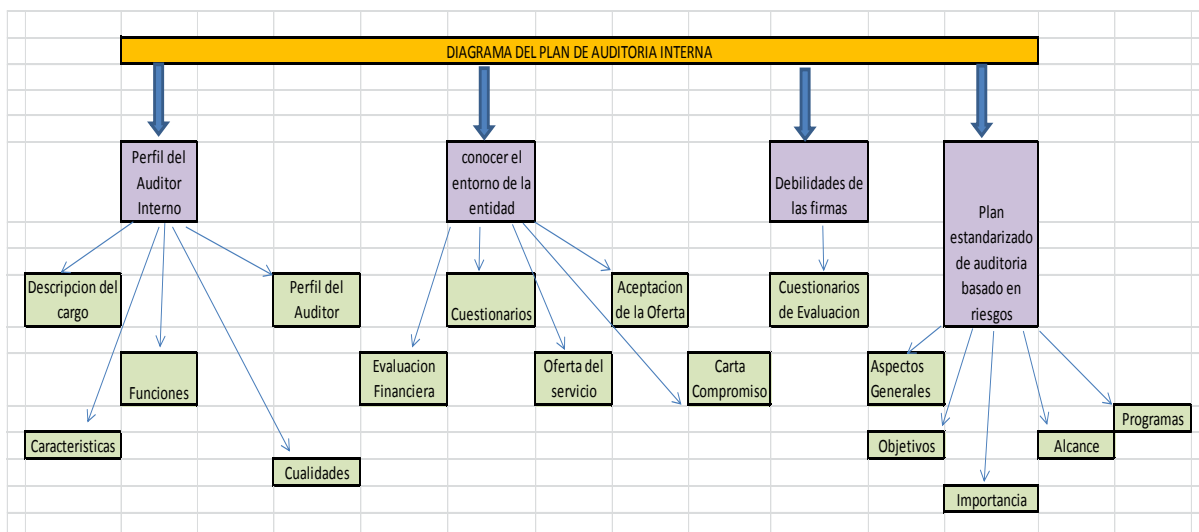 DIAGRAMA DEL PLAN DE AUDITORIA INTERNA
Perfil del
Auditor
Interno
conocer el
entorno de la
entidad
Debilidades de
las firmas
Plan
estandarizado
de auditoria
basado en
riesgos
Descripcion del
cargo
Perfil del
Auditor
Cuestionarios
Aceptacion
de la Oferta
Cuestionarios
de Evaluacion
Funciones
Evaluacion
Financiera
Oferta del
servicio
Carta
Compromiso
Aspectos
Generales
Programas
Caracteristicas
Cualidades
Objetivos
Alcance
Importancia